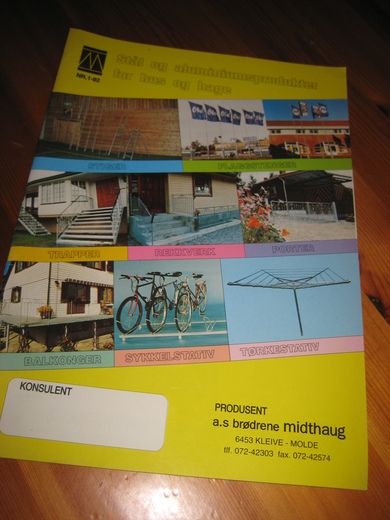 Stål og aluminiumsprodukter
for hus og hage
NR. 1-92
STIGER
FLAGGSTENGER
TRAPPER
REKKVERK
PORTER
BALKONGER
SYKKELSTATIV
TØRKESTATIV
KONSULENT
PRODUSENT
a.s brødrene midthaug
6453 KLEIVE - MOLDE
tlf. 072-42303 fax. 072-42574